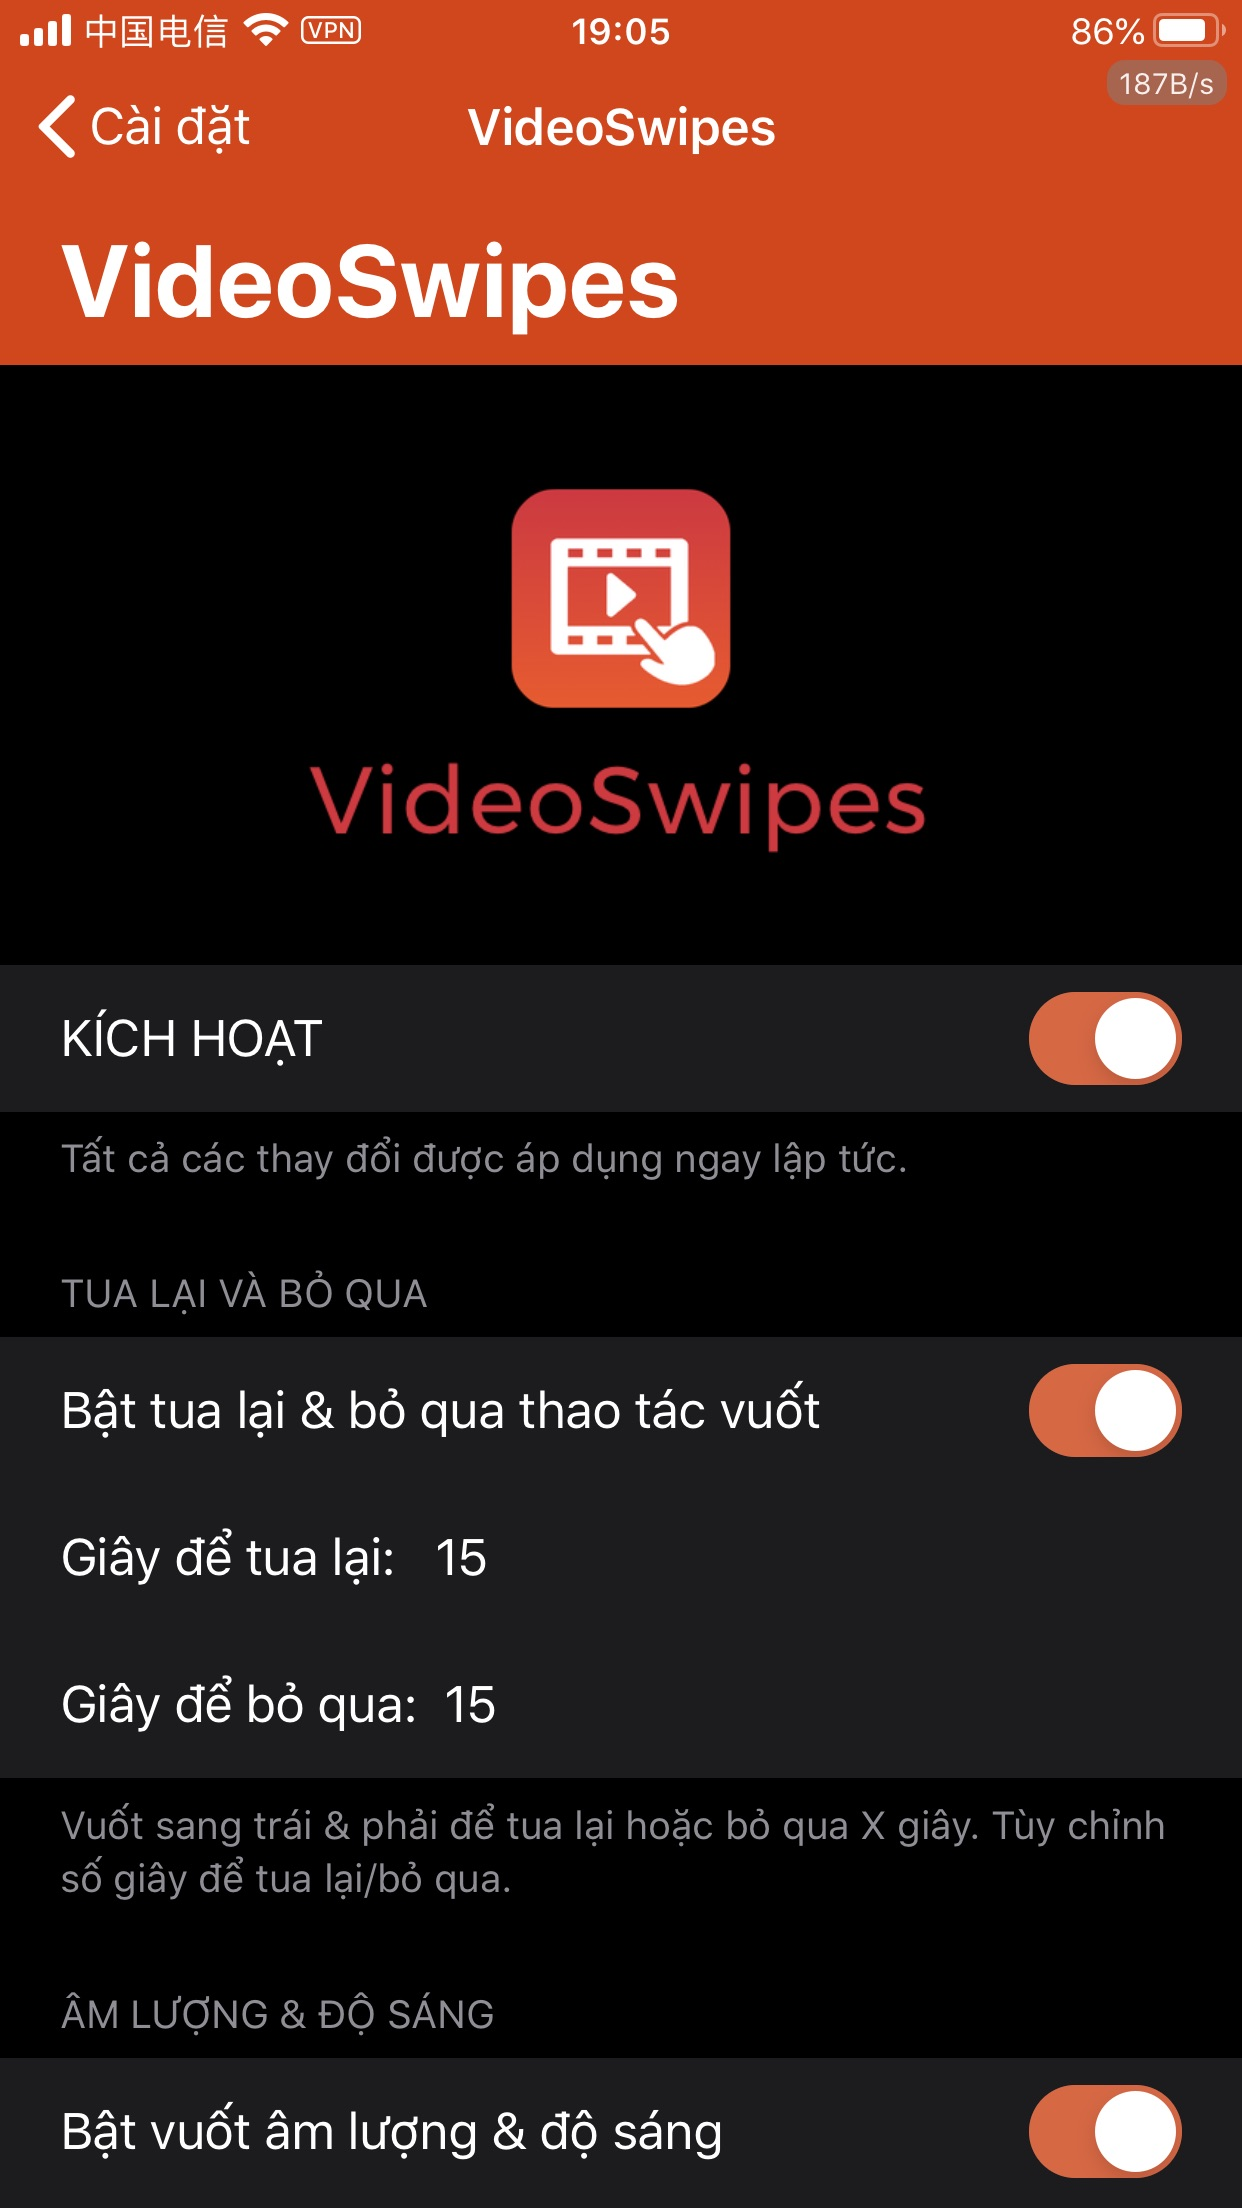 中国电信 VPN 19:05 86%
187B/s
Cài đặt VideoSwipes
VideoSwipes
VideoSwipes
KÍCH HOẠT
Tất cả các thay đổi được áp dụng ngay lập tức.
TUA LẠI VÀ BỎ QUA
Bật tua lại & bỏ qua thao tác vuốt
Giây để tua lại: 15
Giây để bỏ qua: 15
Vuốt sang trái & phải để tua lại hoặc bỏ qua X giây. Tùy chỉnh
số giây để tua lại/bỏ qua.
ÂM LƯỢNG & ĐỘ SÁNG
Bật vuốt âm lượng & độ sáng